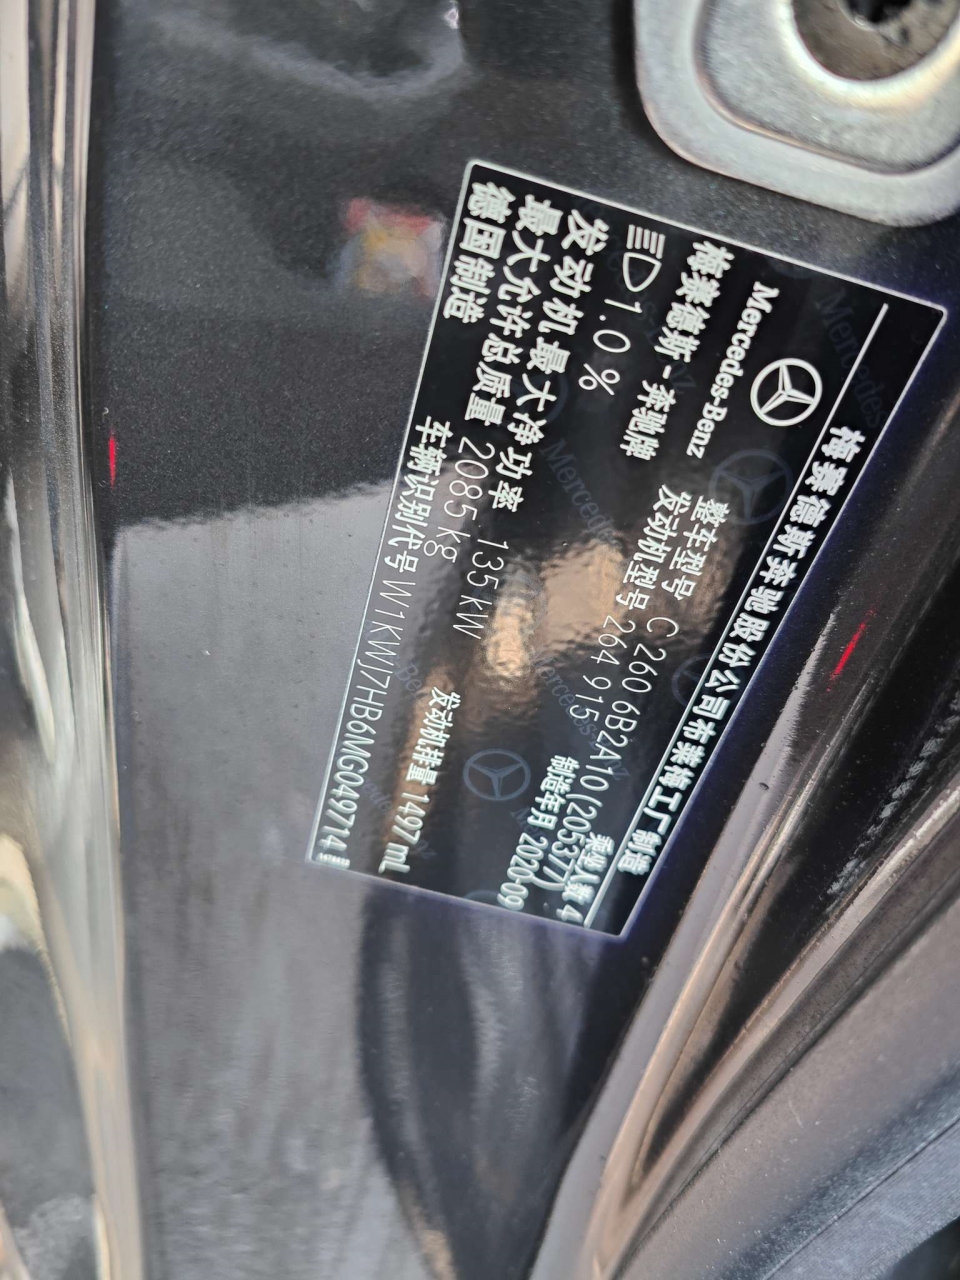 梅赛德斯奔驰股份公司布莱梅工厂制造
Mercedes-Benz
梅赛德斯-奔驰牌
整车型号 C 260 6B2A10 (205377)
乘坐人数 4
发动机型号 264 915
制造年月 2020-09
1.0 %
发动机最大净功率 135 kW
最大允许总质量 2085 kg
发动机排量 1497 mL
德国制造
车辆识别代号 W1KWJ7HB6MG049714